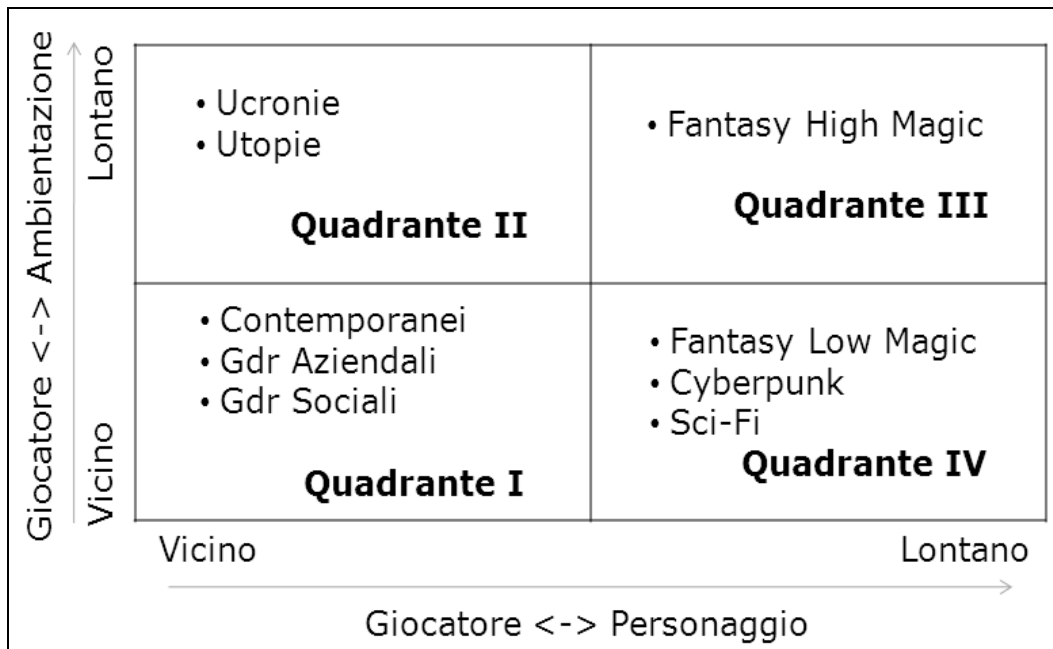 Giocatore <-> Ambientazione
Lontano
Vicino
• Ucronie
• Utopie
Quadrante II
• Fantasy High Magic
Quadrante III
• Contemporanei
• Gdr Aziendali
• Gdr Sociali
Quadrante I
• Fantasy Low Magic
• Cyberpunk
• Sci-Fi
Quadrante IV
Vicino
Lontano
Giocatore <-> Personaggio